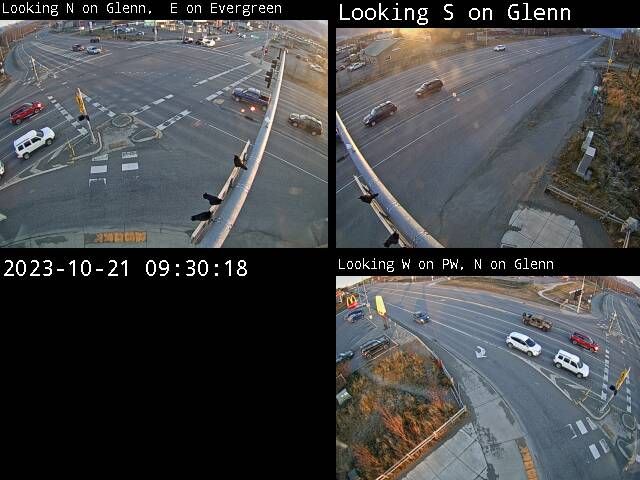 Looking N on Glenn,  E on Evergreen
Looking S on Glenn
2023-10-21 09:30:18
Looking W on PW, N on Glenn